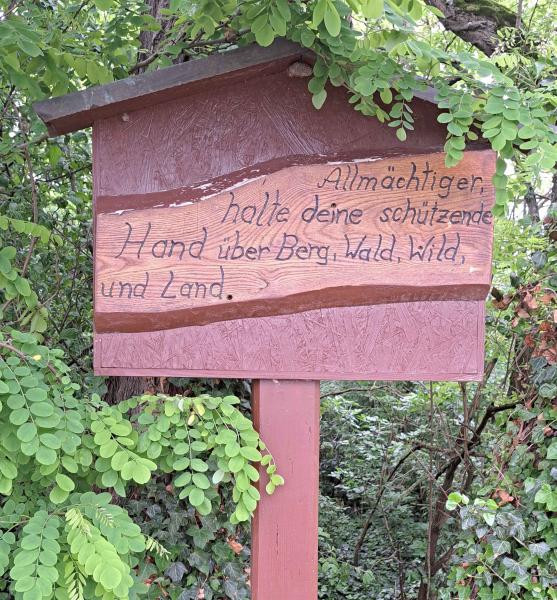 Allmächtiger,
halte deine schützende
Hand über Berg, Wald, Wild,
und Land